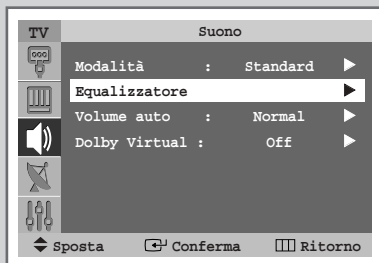 TV Suono
Modalità : Standard
Equalizzatore
Volume auto : Normal
Dolby Virtual : Off
Sposta Conferma Ritorno